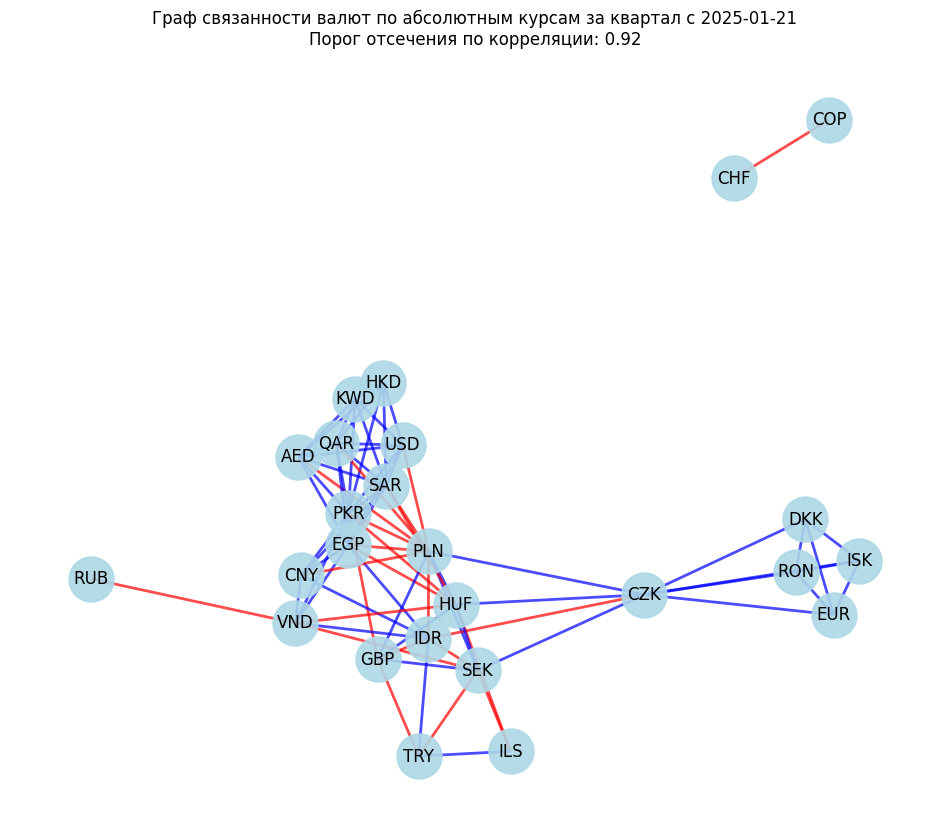 Граф связанности валют по абсолютным курсам за квартал с 2025-01-21
Порог отсечения по корреляции: 0.92
COP
CHF
HKD
KWD
QAR
USD
AED
SAR
PKR
DKK
EGP
PLN
ISK
RON
CNY
RUB
CZK
HUF
EUR
VND
IDR
GBP
SEK
ILS
TRY